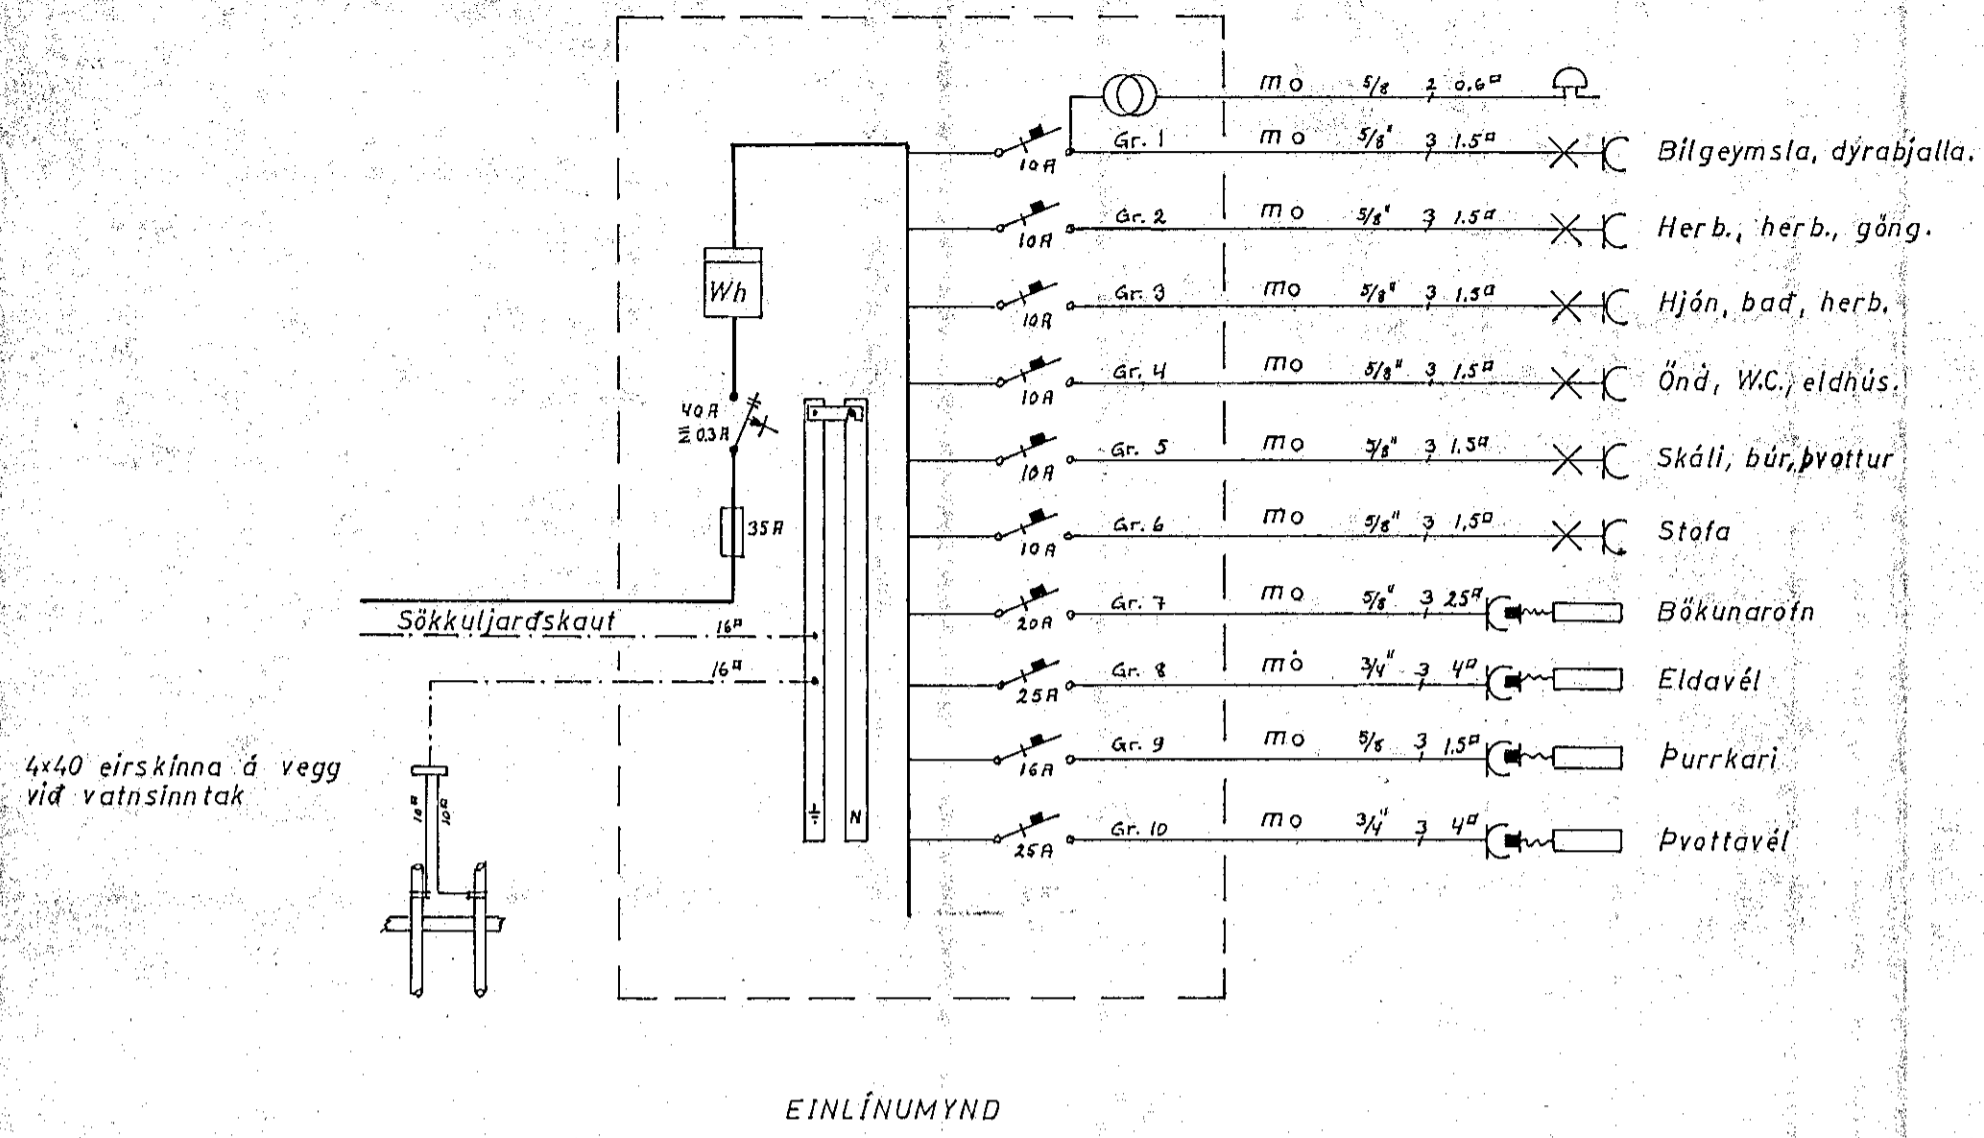 mo 5/8 2 0.6¤
10A Gr. 1 mo 5/8" 3 1.5¤ Bílgeymsla, dyrabjalla.
10A Gr. 2 mo 5/8" 3 1.5¤ Herb., herb., göng.
Wh
10A Gr. 3 mo 5/8" 3 1.5¤ Hjón, bað, herb.
10A Gr. 4 mo 5/8" 3 1.5¤ Önd, W.C., eldhús.
40A
0.3A
10A Gr. 5 mo 5/8" 3 1.5¤ Skáli, búr, þvottur
35A
10A Gr. 6 mo 5/8" 3 1,5¤ Stofa
20A Gr. 7 mo 5/8" 3 2.5¤ Bökunarofn
Sökkuljarðskaut 16¤
16¤
25A Gr. 8 mo 3/4" 3 4¤ Eldavél
16A Gr. 9 mo 5/8 3 1.5¤ Þurrkari
4x40 eirskinna á vegg
við vatnsinntak
10¤ 10¤
N
25A Gr. 10 mo 3/4" 3 4¤ Þvottavél
EINLÍNUMYND